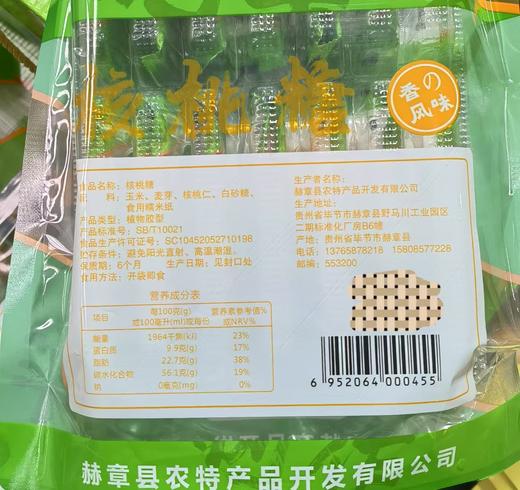 核桃糖
香の
风味
食品名称：核桃糖
配 料：玉米、麦芽、核桃仁、白砂糖、
食用糯米纸
产品类型：植物胶型
产品标准号：SB/T10021
食品生产许可证号：SC10452052710198
贮存条件：避免阳光直射、高温潮湿。
保质期：6个月 生产日期：见封口处
食用方法：开袋即食
生产者名称：
赫章县农特产品开发有限公司
生产者地址：
贵州省毕节市赫章县野马川工业园区
二期标准化厂房B6幢
产地：贵州省毕节市赫章县
电话：13765878218 15808577228
邮编：553200
营养成分表
项目 每100克(g)或100毫升(ml)或每份 营养素参考值%或NRV%
能量 1964千焦(kJ) 23%
蛋白质 9.9克(g) 17%
脂肪 22.7克(g) 38%
碳水化合物 56.1克(g) 19%
钠 0毫克(mg) 0%
6 952064 000455
赫章县农特产品开发有限公司